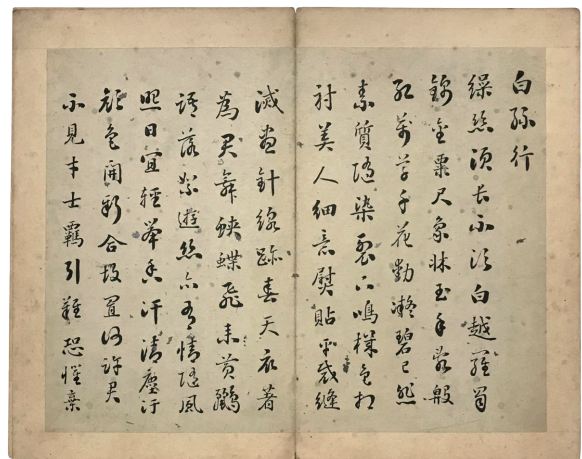 白絲行
繰絲須長不須白越羅蜀
錦金粟尺象牀玉手亂殷
紅萬草千花動凝碧已
素質隨染裂下鳴機色相
射美人細意熨貼平裁縫
滅盡針線跡春天衣著
為君舞蛺蝶飛來黃鸝
語落絮遊絲亦有情隨風
照日宜輕舉香汗清塵汙
顏色開新合故置何許君
不見才士羈引難恐懼棄